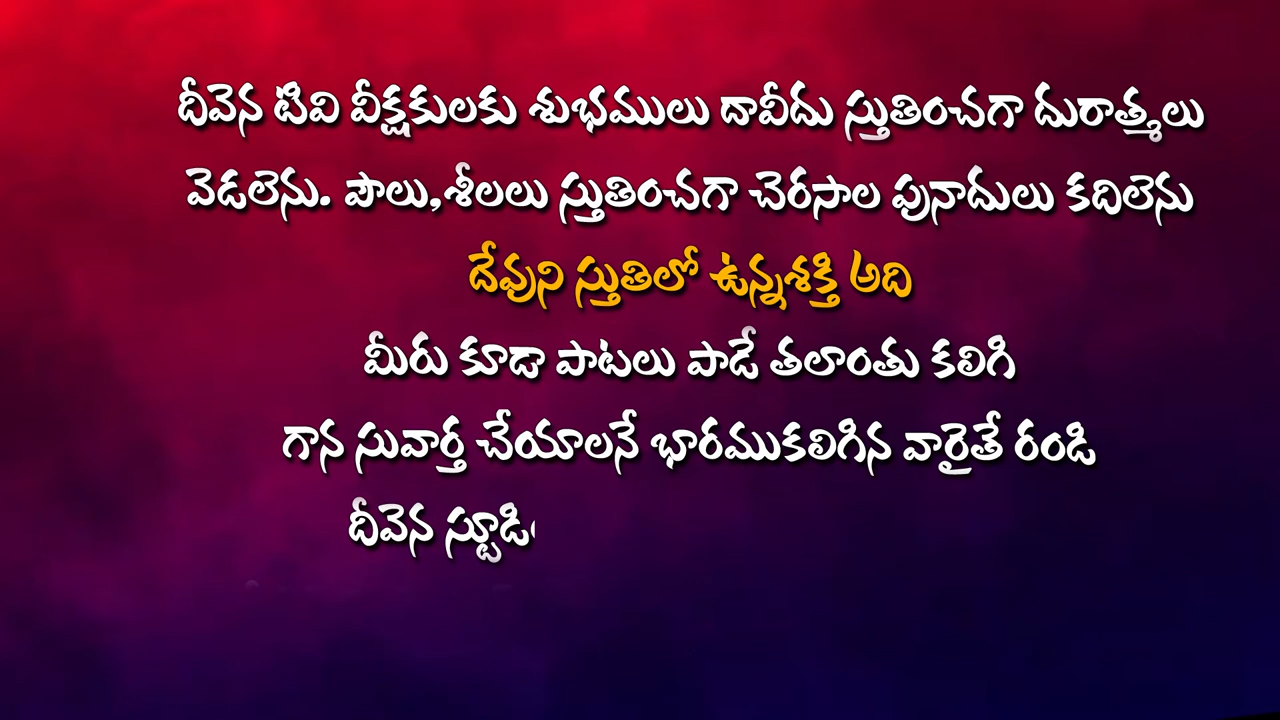 దీవెన టివి వీక్షకులకు శుభములు దావీదు స్తుతించగా దురాత్మలు
వెడలెను. పౌలు,శీలలు స్తుతించగా చెరసాల పునాదులు కదిలెను
దేవుని స్తుతిలో ఉన్నశక్తి అది
మీరు కూడా పాటలు పాడే తలాంతు కలిగి
గాన సువార్త చేయాలనే భారముకలిగిన వారైతే రండి
దీవెన